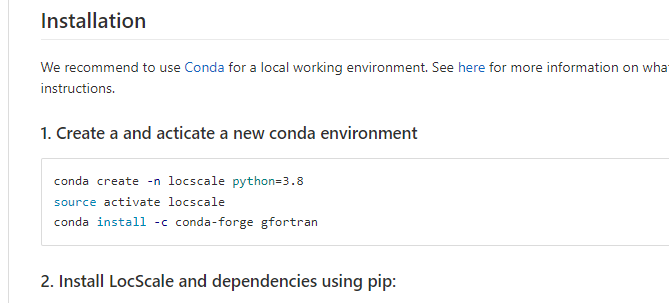 Installation
We recommend to use Conda for a local working environment. See here for more information on
instructions.
1. Create a and acticate a new conda environment
conda create -n locscale python=3.8
source activate locscale
conda install -c conda-forge gfortran
2. Install LocScale and dependencies using pip: